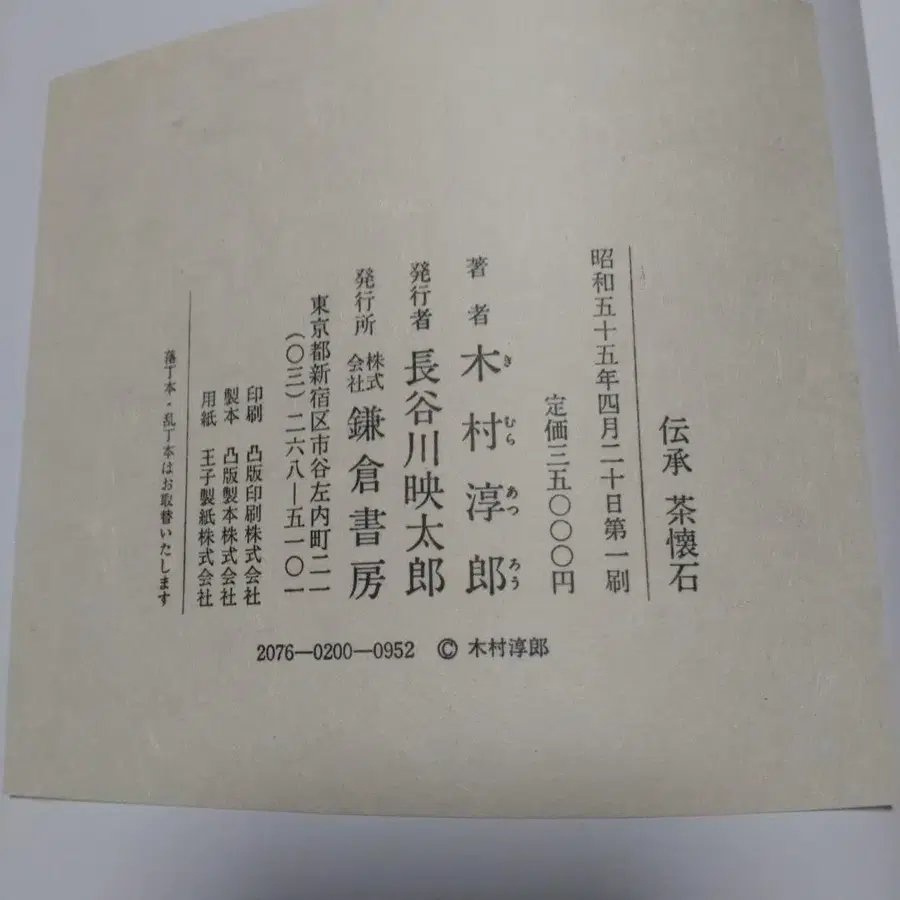 伝承 茶懐石
昭和五十五年四月二十日第一刷
定価三五〇〇〇円
著者 木村淳郎
き むら あつ ろう
発行者 長谷川映太郎
発行所 株式会社 鎌倉書房
東京都新宿区市谷左内町二一
(〇三)二六八―五一〇一
印刷 凸版印刷株式会社
製本 凸版製本株式会社
用紙 王子製紙株式会社
落丁本・乱丁本はお取替いたします
2076―0200―0952 © 木村淳郎